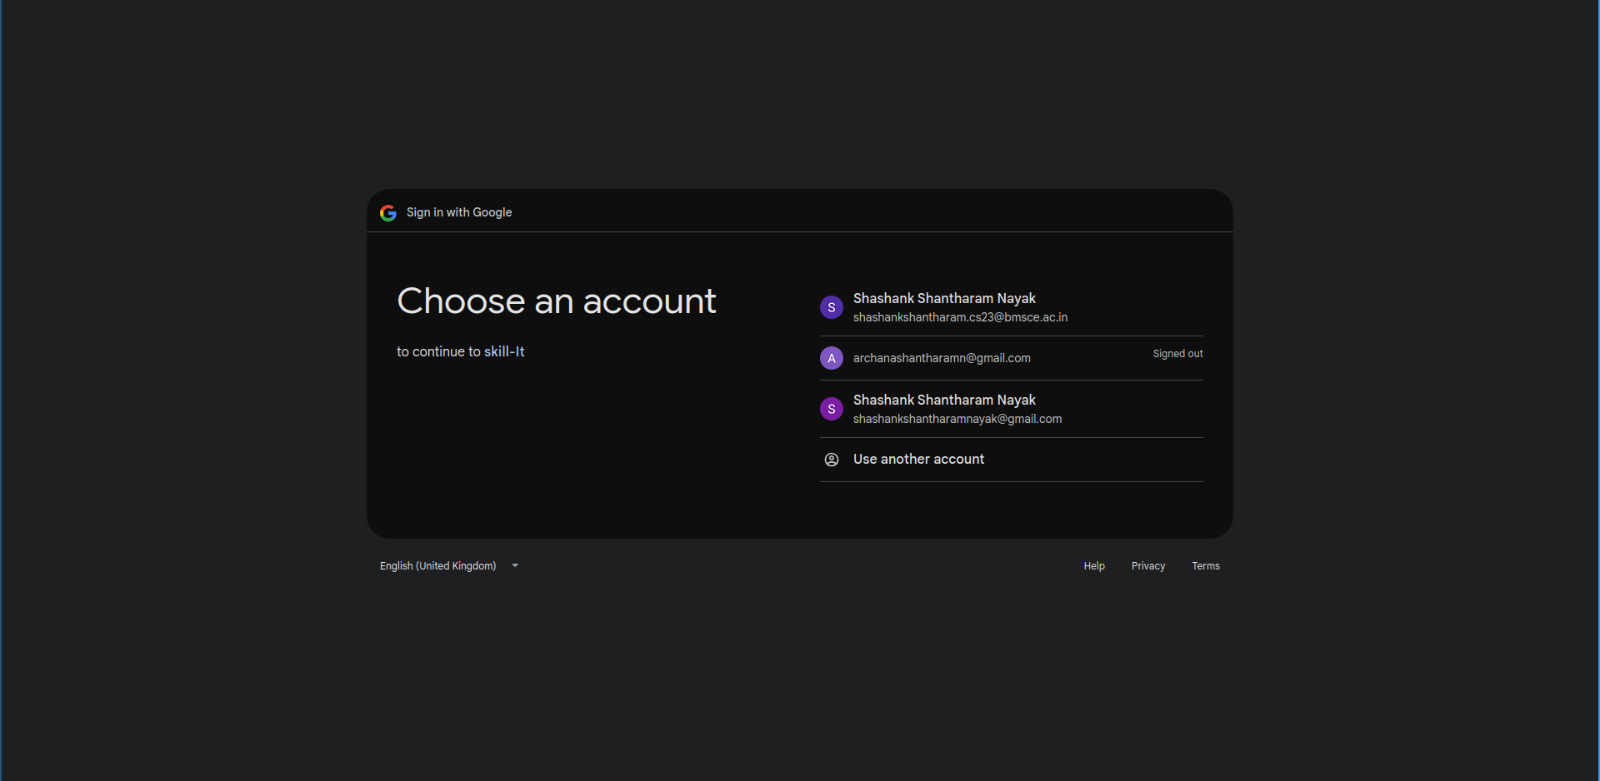 Sign in with Google
Choose an account
to continue to skill-It
S
Shashank Shantharam Nayak
shashankshantharam.cs23@bmsce.ac.in
A
archanashantharamn@gmail.com
Signed out
S
Shashank Shantharam Nayak
shashankshantharamnayak@gmail.com
Use another account
English (United Kingdom)
Help
Privacy
Terms